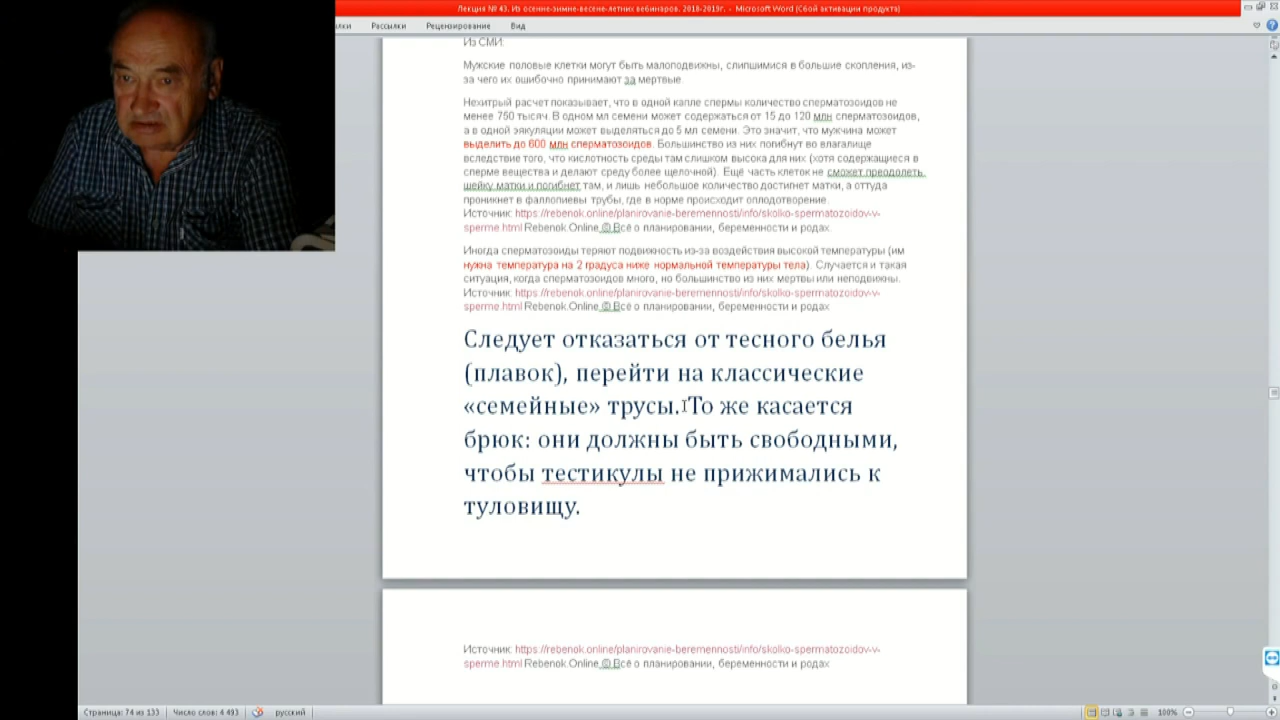 Лекция № 43. Из осенне-зимне-весене-летних вебинаров. 2018-2019г. - Microsoft Word (Сбой активации продукта)
лки Рассылки Рецензирование Вид
Из СМИ:
Мужские половые клетки могут быть малоподвижны, слипшимися в большие скопления, из-
за чего их ошибочно принимают за мертвые
Нехитрый расчет показывает, что в одной капле спермы количество сперматозоидов не
менее 750 тысяч. В одном мл семени может содержаться от 15 до 120 млн сперматозоидов,
а в одной эякуляции может выделяться до 5 мл семени. Это значит, что мужчина может
выделить до 600 млн сперматозоидов. Большинство из них погибнут во влагалище
вследствие того, что кислотность среды там слишком высока для них (хотя содержащиеся в
сперме вещества и делают среду более щелочной). Ещё часть клеток не сможет преодолеть
шейку матки и погибнет там, и лишь небольшое количество достигнет матки, а оттуда
проникнет в фаллопиевы трубы, где в норме происходит оплодотворение.
Источник: https://rebenok.online/planirovanie-beremennosti/info/skolko-spermatozoidov-v-
sperme.html Rebenok.Online © Всё о планировании, беременности и родах
Иногда сперматозоиды теряют подвижность из-за воздействия высокой температуры (им
нужна температура на 2 градуса ниже нормальной температуры тела). Случается и такая
ситуация, когда сперматозоидов много, но большинство из них мертвы или неподвижны.
Источник: https://rebenok.online/planirovanie-beremennosti/info/skolko-spermatozoidov-v-
sperme.html Rebenok.Online © Всё о планировании, беременности и родах
Следует отказаться от тесного белья
(плавок), перейти на классические
«семейные» трусы. То же касается
брюк: они должны быть свободными,
чтобы тестикулы не прижимались к
туловищу.
Источник: https://rebenok.online/planirovanie-beremennosti/info/skolko-spermatozoidov-v-
sperme.html Rebenok.Online © Всё о планировании, беременности и родах
Страница: 74 из 133 Число слов: 4 493 русский 100%